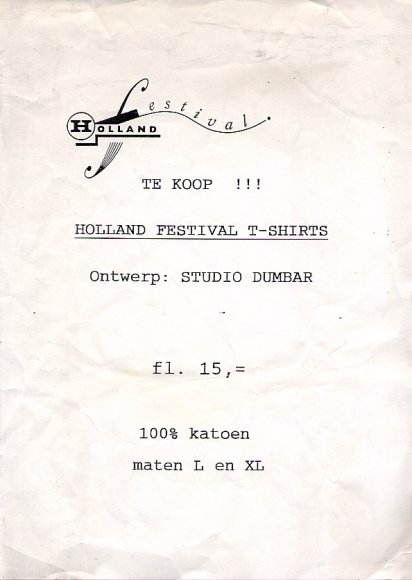 Holland festival.
TE KOOP !!!
HOLLAND FESTIVAL T-SHIRTS
Ontwerp: STUDIO DUMBAR
fl. 15,=
100% katoen
maten L en XL